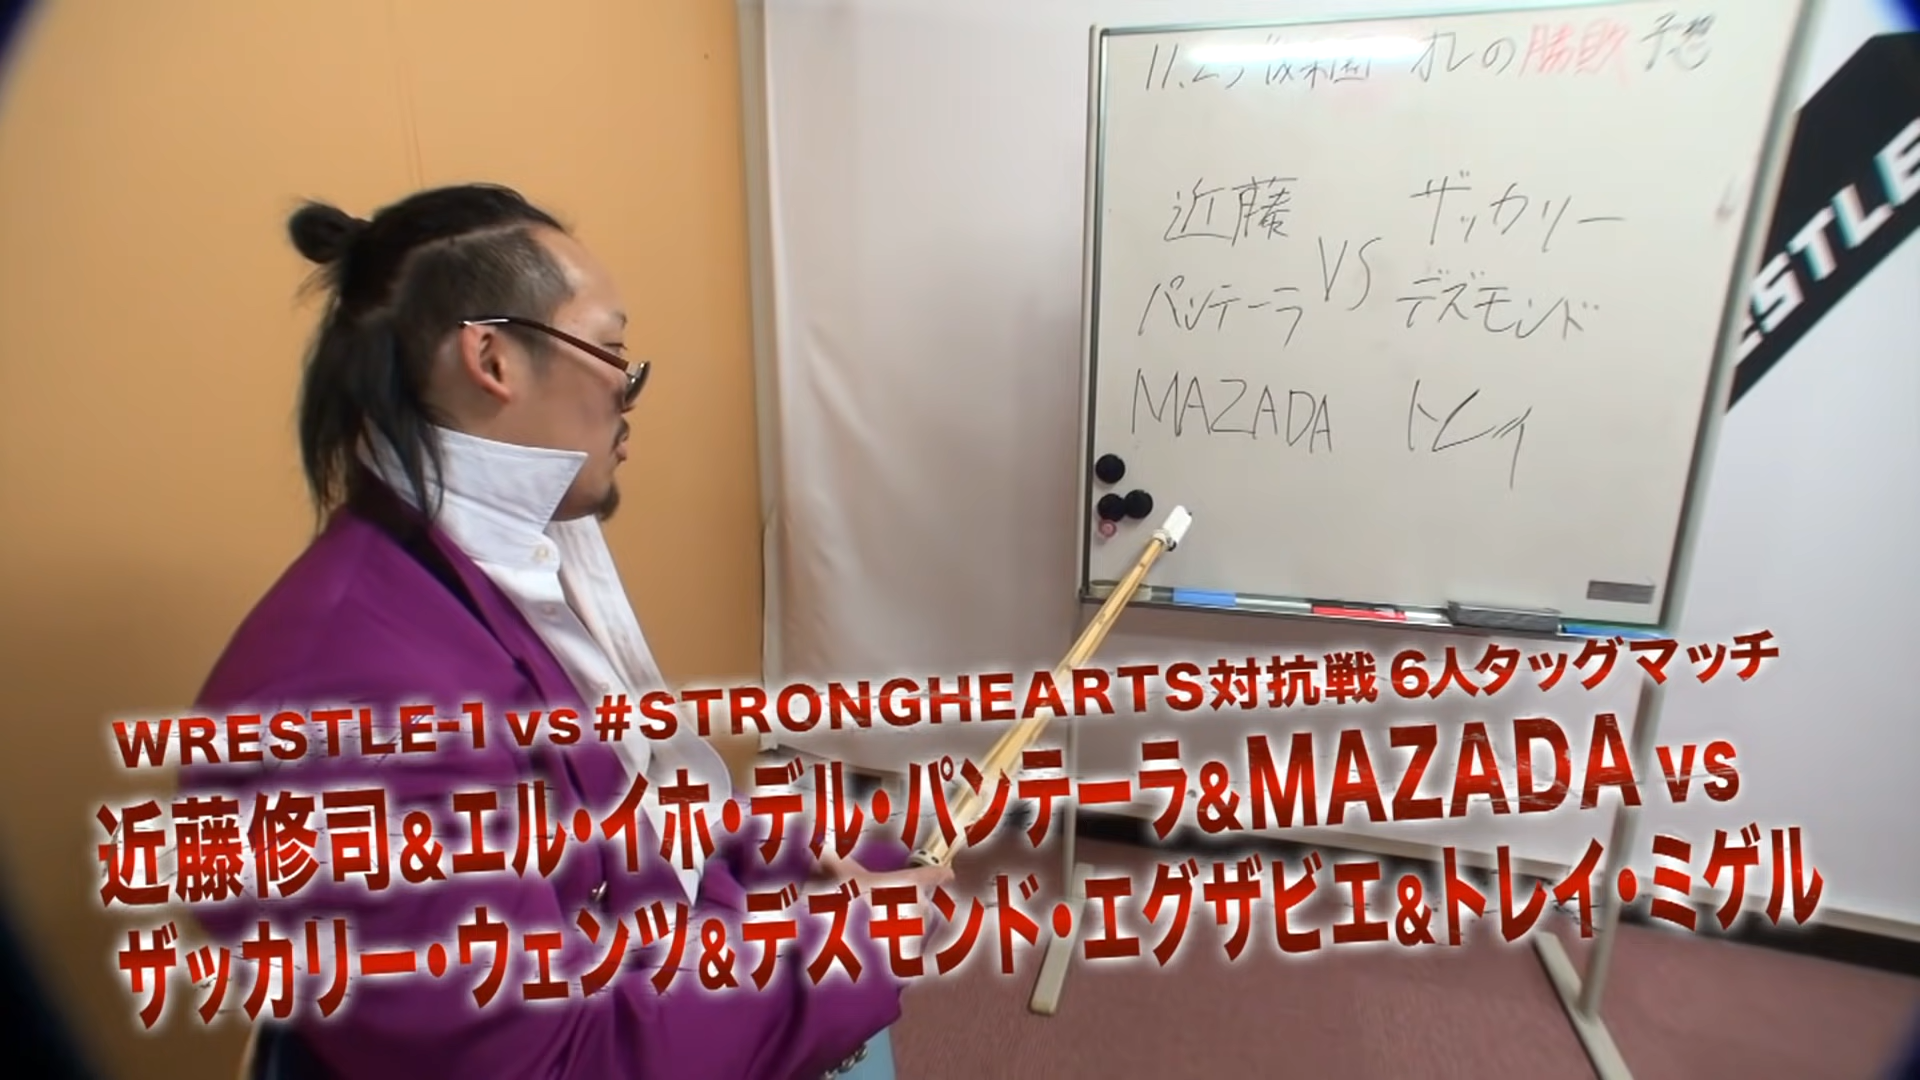 11.25 後楽園 オレの勝敗予想
近藤 VS ザッカリー
パンテーラ デズモンド
MAZADA トレイ
ESTLE
WRESTLE-1 vs #STRONGHEARTS対抗戦 6人タッグマッチ
近藤修司&エル・イホ・デル・パンテーラ&MAZADA vs
ザッカリー・ウェンツ&デズモンド・エグザビエ&トレイ・ミゲル